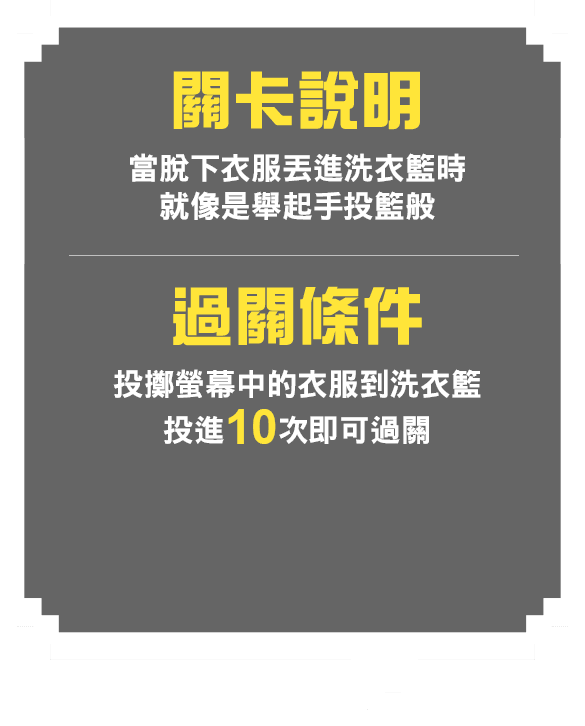 關卡說明
當脫下衣服丟進洗衣籃時
就像是舉起手投籃般
過關條件
投擲螢幕中的衣服到洗衣籃
投進10次即可過關